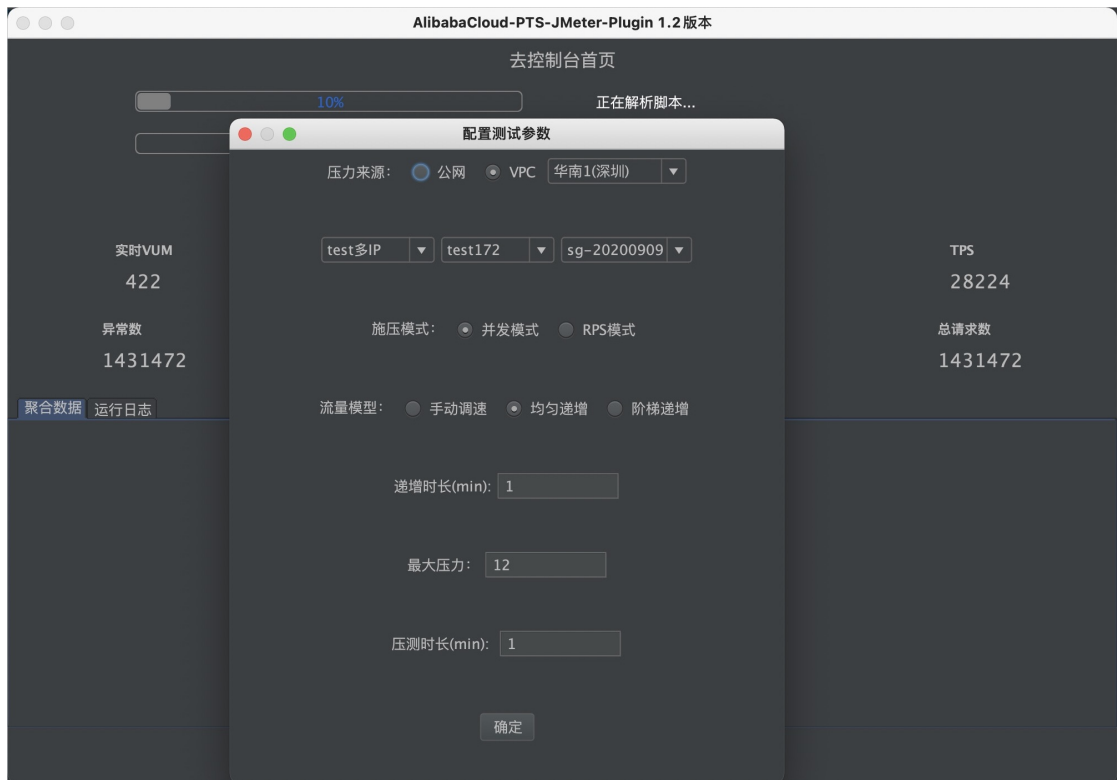 AlibabaCloud-PTS-JMeter-Plugin 1.2版本
去控制台首页
10% 正在解析脚本...
配置测试参数
压力来源： 公网 VPC 华南1(深圳)
实时VUM test多IP test172 sg-20200909 TPS
422 28224
异常数 施压模式： 并发模式 RPS模式 总请求数
1431472 1431472
聚合数据 运行日志 流量模型： 手动调速 均匀递增 阶梯递增
递增时长(min): 1
最大压力： 12
压测时长(min): 1
确定